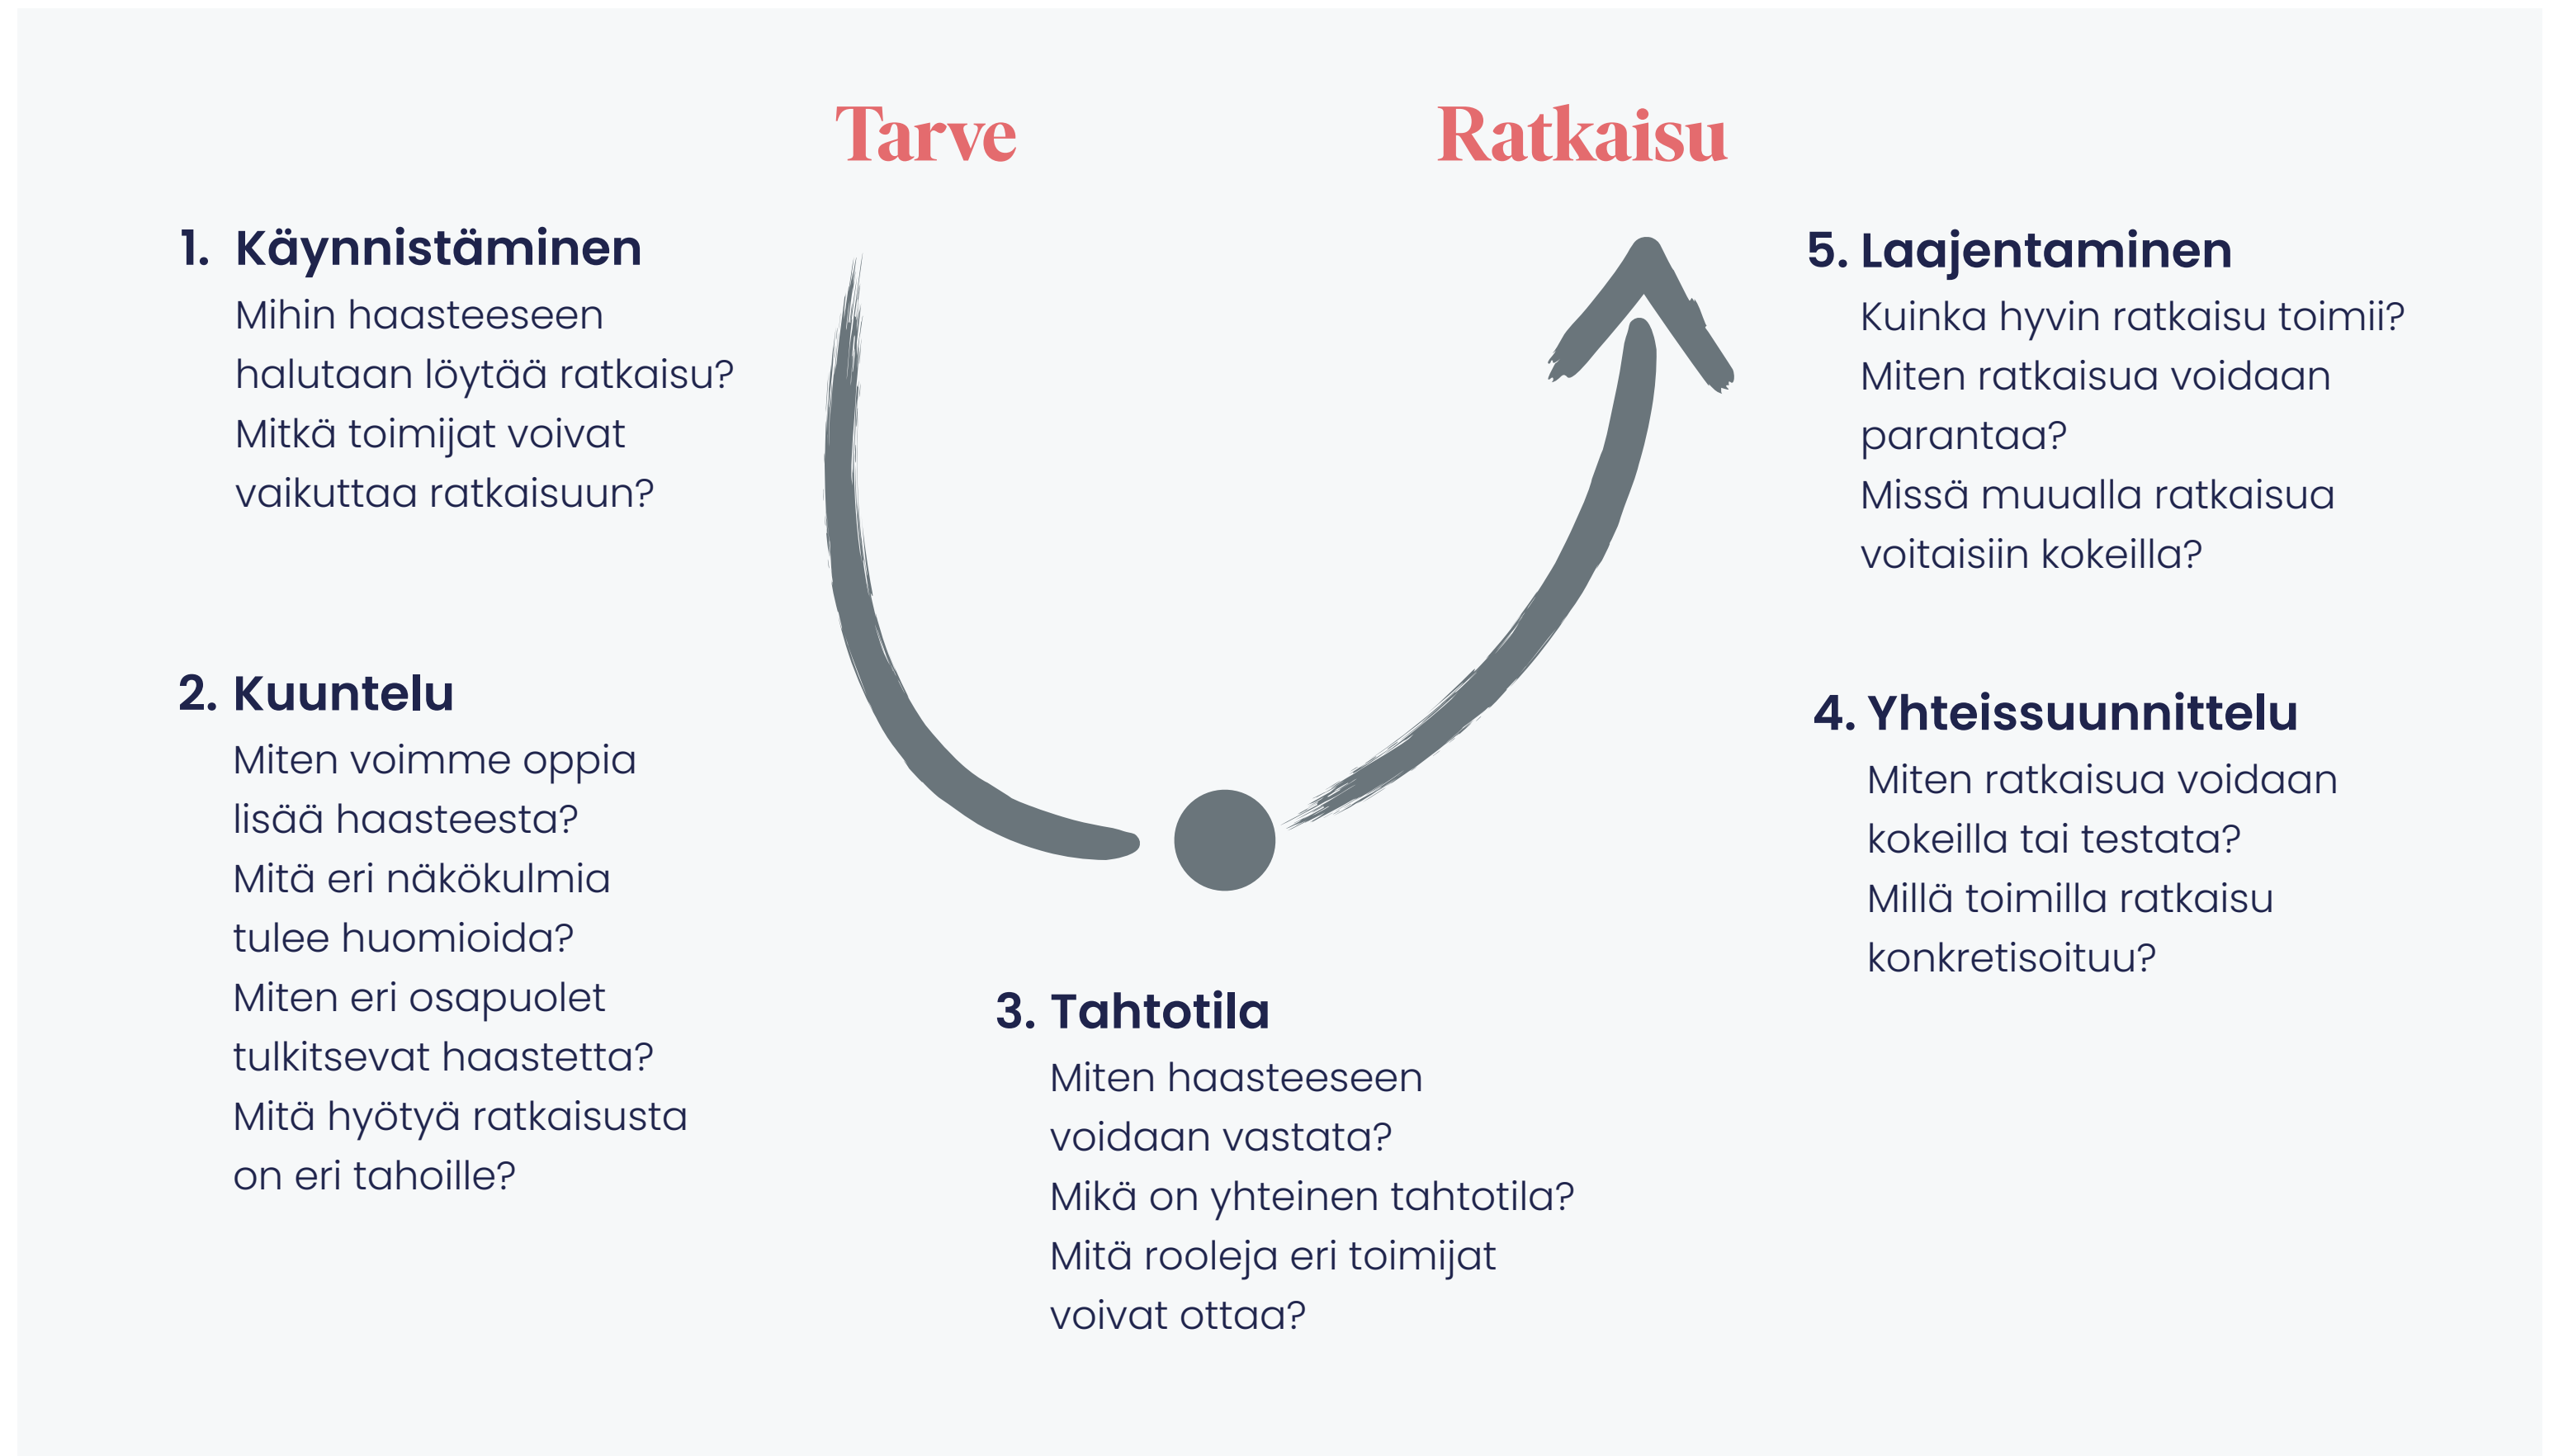 Tarve
Ratkaisu
1. Käynnistäminen
Mihin haasteeseen
halutaan löytää ratkaisu?
Mitkä toimijat voivat
vaikuttaa ratkaisuun?
2. Kuuntelu
Miten voimme oppia
lisää haasteesta?
Mitä eri näkökulmia
tulee huomioida?
Miten eri osapuolet
tulkitsevat haastetta?
Mitä hyötyä ratkaisusta
on eri tahoille?
3. Tahtotila
Miten haasteeseen
voidaan vastata?
Mikä on yhteinen tahtotila?
Mitä rooleja eri toimijat
voivat ottaa?
4. Yhteissuunnittelu
Miten ratkaisua voidaan
kokeilla tai testata?
Millä toimilla ratkaisu
konkretisoituu?
5. Laajentaminen
Kuinka hyvin ratkaisu toimii?
Miten ratkaisua voidaan
parantaa?
Missä muualla ratkaisua
voitaisiin kokeilla?